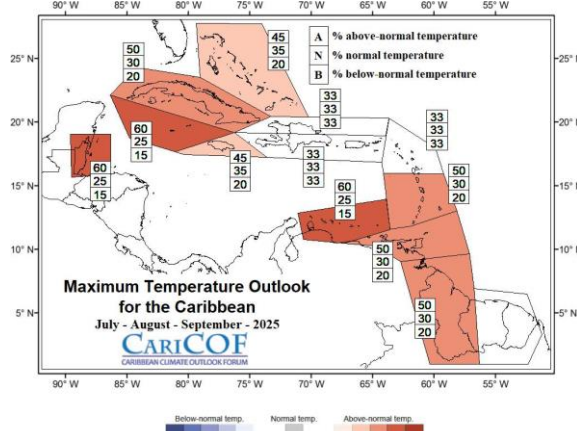 25°N
20°N
15°N
10°N
5°N
A % above-normal temperature
N % normal temperature
B % below-normal temperature
50
30
20
45
35
20
33
33
33
33
33
33
60
25
15
60
25
15
45
35
20
33
33
33
50
30
20
60
25
15
50
30
20
50
30
20
Maximum Temperature Outlook
for the Caribbean
July - August - September - 2025
CARICOF
CARIBBEAN CLIMATE OUTLOOK FORUM
90°W 85°W 80°W 75°W 70°W 65°W 60°W 55°W
Below-normal temp. Normal temp. Above-normal temp.